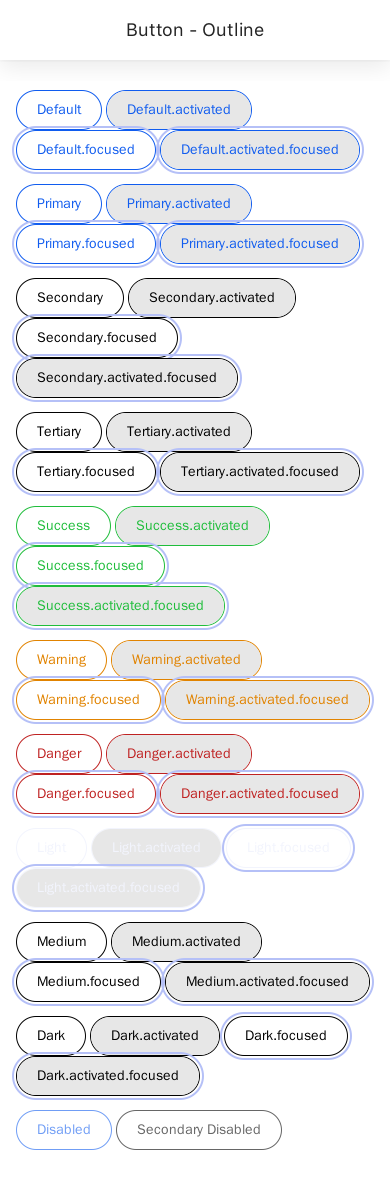 Button - Outline
Default Default.activated
Default.focused Default.activated.focused
Primary Primary.activated
Primary.focused Primary.activated.focused
Secondary Secondary.activated
Secondary.focused
Secondary.activated.focused
Tertiary Tertiary.activated
Tertiary.focused Tertiary.activated.focused
Success Success.activated
Success.focused
Success.activated.focused
Warning Warning.activated
Warning.focused Warning.activated.focused
Danger Danger.activated
Danger.focused Danger.activated.focused
Light Light.activated Light.focused
Light.activated.focused
Medium Medium.activated
Medium.focused Medium.activated.focused
Dark Dark.activated Dark.focused
Dark.activated.focused
Disabled Secondary Disabled